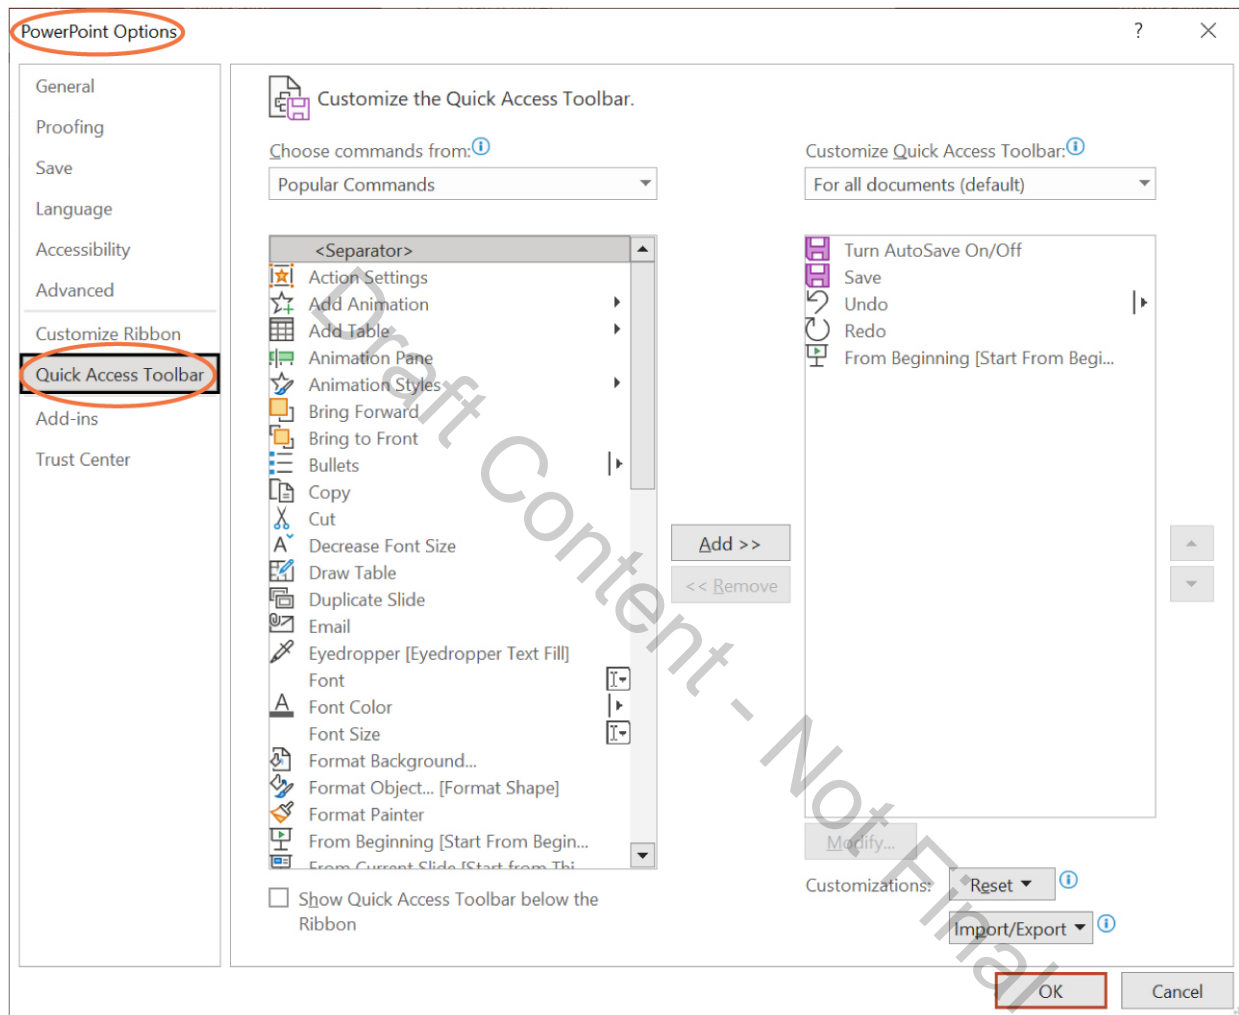 PowerPoint Options
?
General
Proofing
Save
Language
Accessibility
Advanced
Customize Ribbon
Quick Access Toolbar
Add-ins
Trust Center
Customize the Quick Access Toolbar.
Choose commands from:
Popular Commands
<Separator>
Action Settings
Add Animation
Add Table
Animation Pane
Animation Styles
Bring Forward
Bring to Front
Bullets
Copy
Cut
Decrease Font Size
Draw Table
Duplicate Slide
Email
Eyedropper [Eyedropper Text Fill]
Font
Font Color
Font Size
Format Background...
Format Object... [Format Shape]
Format Painter
From Beginning [Start From Begin...
From Current Slide [Start from Thi
Show Quick Access Toolbar below the
Ribbon
Add >>
<< Remove
Customize Quick Access Toolbar:
For all documents (default)
Turn AutoSave On/Off
Save
Undo
Redo
From Beginning [Start From Begi...
Modify...
Customizations:
Reset
Import/Export
OK
Cancel
Draft Content - Not Final